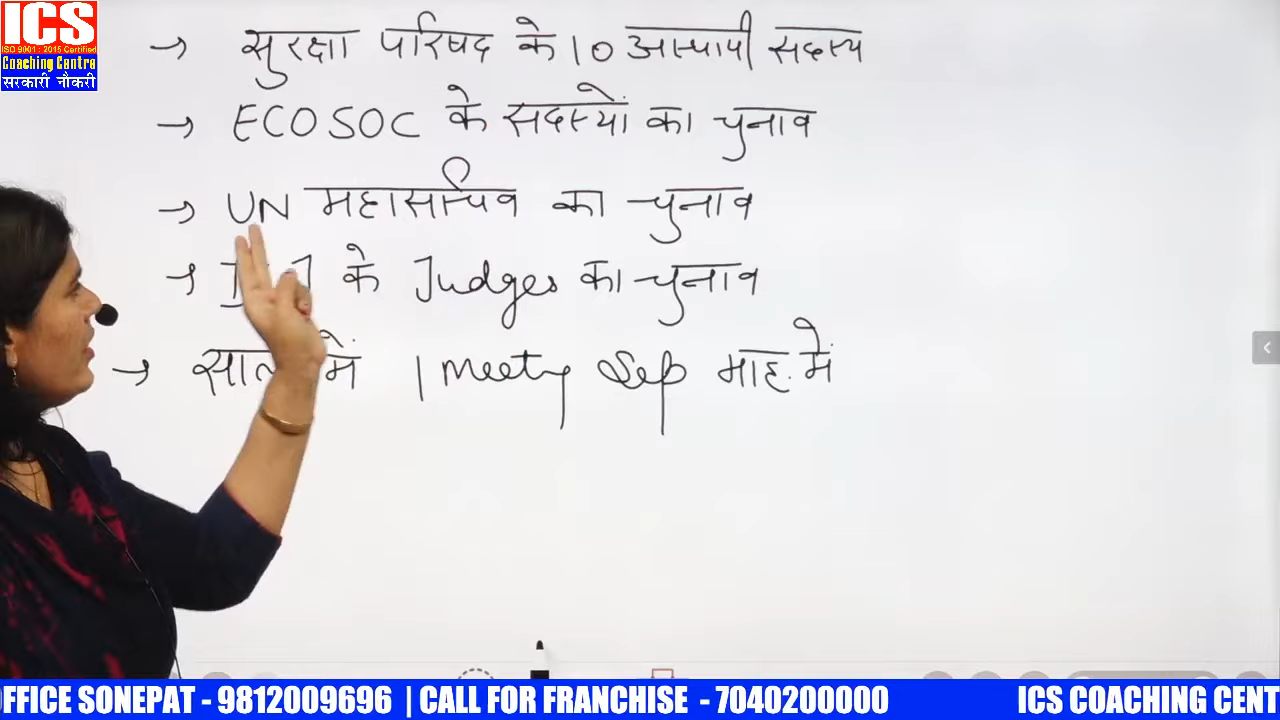 ICS
ISO 9001 : 2015 Certified
Coaching Centre
सरकारी नौकरी
→ सुरक्षा परिषद के 10 अस्थायी सदस्य
→ ECOSOC के सदस्यों का चुनाव
→ UN महासचिव का चुनाव
→ के Judges का चुनाव
→ में 1 meeting Sep माह में
OFFICE SONEPAT - 9812009696 | CALL FOR FRANCHISE - 7040200000 ICS COACHING CENT